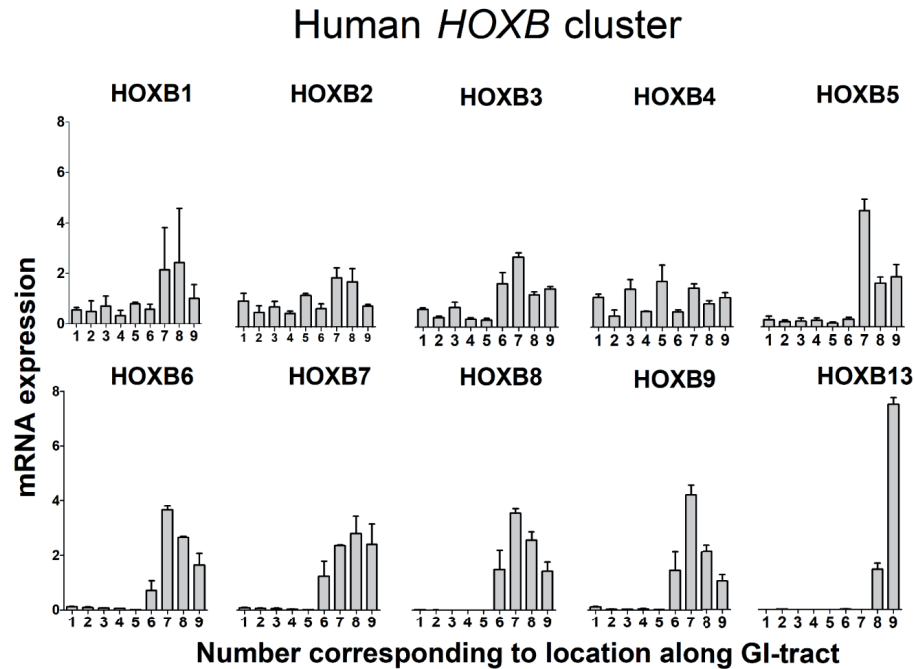 Human HOXB cluster
HOXB1 HOXB2 HOXB3 HOXB4 HOXB5
8
6
4
2
0
1 2 3 4 5 6 7 8 9 1 2 3 4 5 6 7 8 9 1 2 3 4 5 6 7 8 9 1 2 3 4 5 6 7 8 9 1 2 3 4 5 6 7 8 9
mRNA expression
HOXB6 HOXB7 HOXB8 HOXB9 HOXB13
8
6
4
2
0
1 2 3 4 5 6 7 8 9 1 2 3 4 5 6 7 8 9 1 2 3 4 5 6 7 8 9 1 2 3 4 5 6 7 8 9 1 2 3 4 5 6 7 8 9
Number corresponding to location along GI-tract